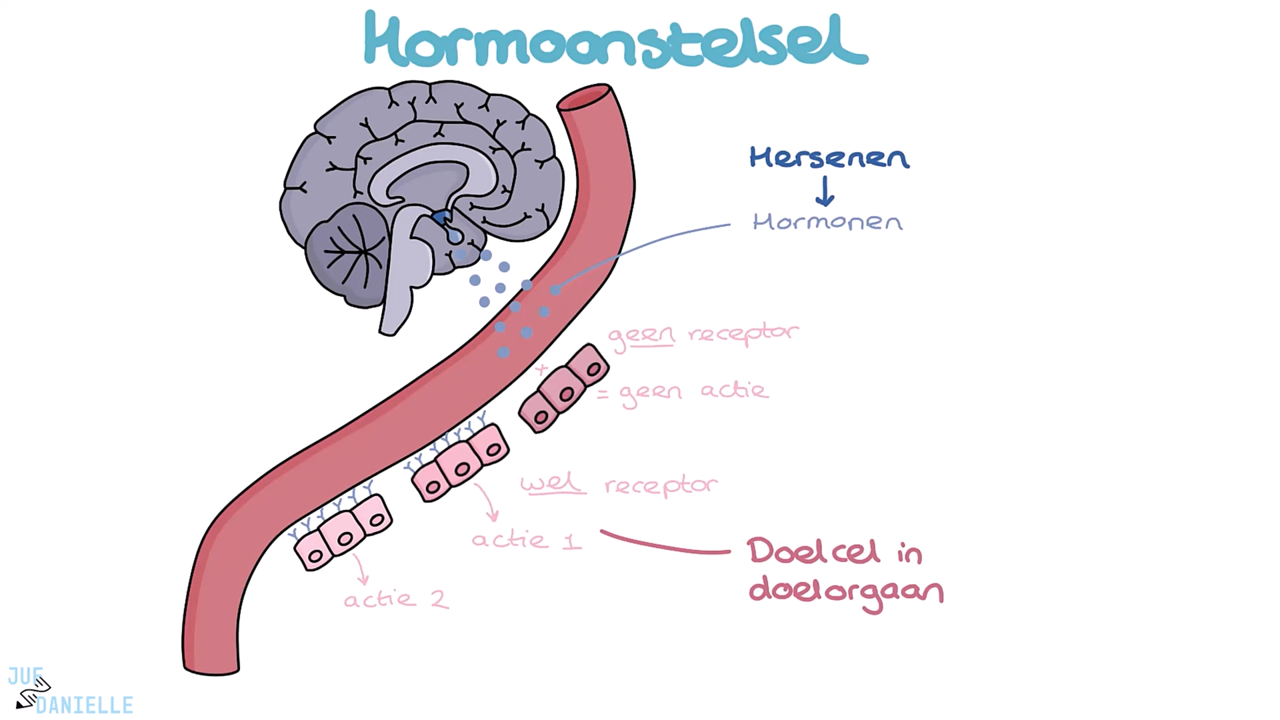 Hormoonstelsel
Hersenen
↓
Hormonen
geen receptor
+
= geen actie
wel receptor
actie 1
Doelcel in
doelorgaan
actie 2
JUF
DANIELLE